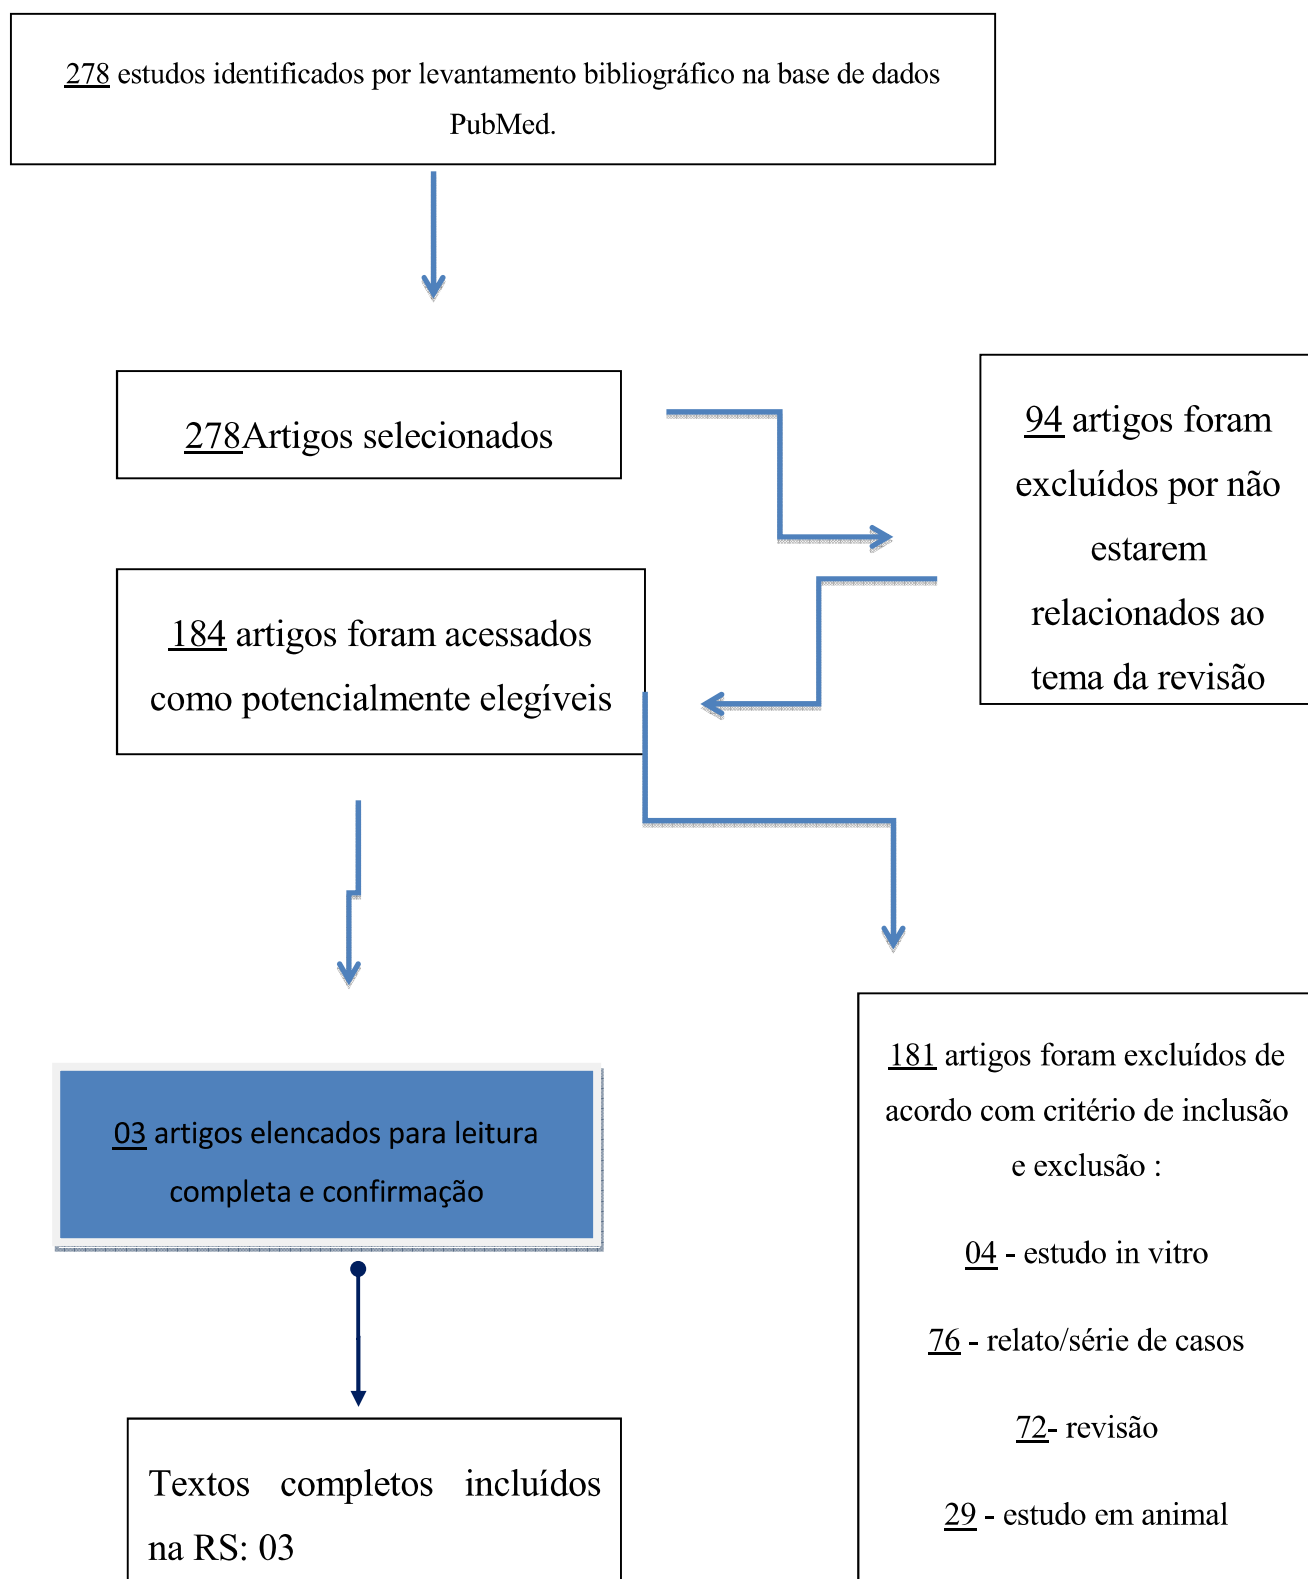 278 estudos identificados por levantamento bibliográfico na base de dados
PubMed.
278Artigos selecionados
94 artigos foram
excluídos por não
estarem
relacionados ao
tema da revisão
184 artigos foram acessados
como potencialmente elegíveis
03 artigos elencados para leitura
completa e confirmação
181 artigos foram excluídos de
acordo com critério de inclusão
e exclusão :
04 - estudo in vitro
76 - relato/série de casos
72- revisão
29 - estudo em animal
Textos completos incluídos
na RS: 03